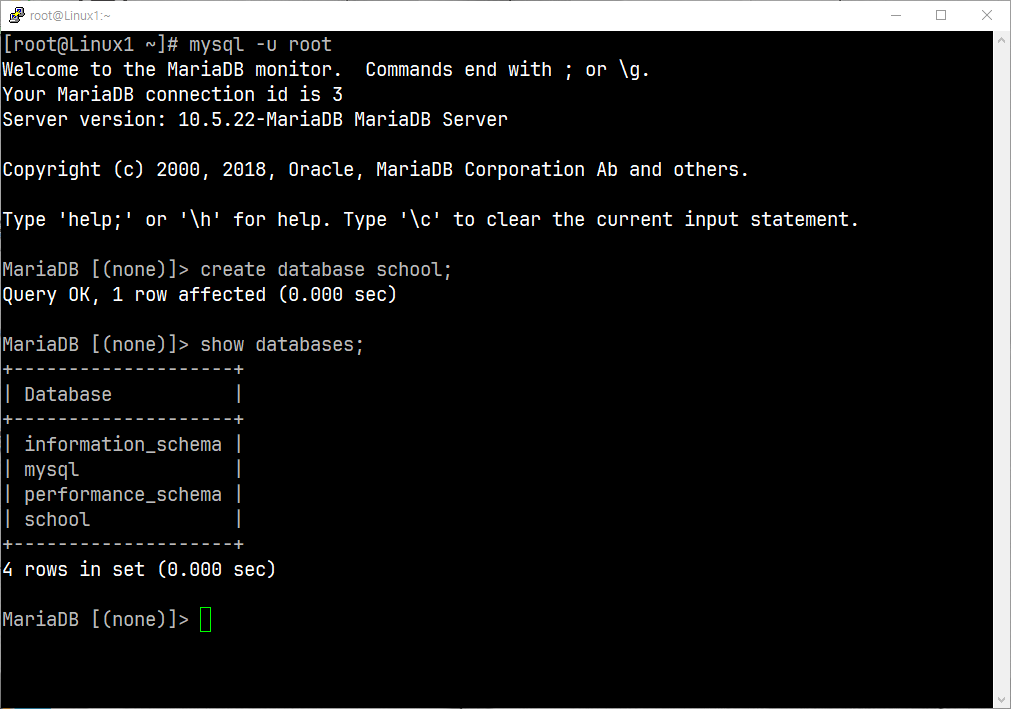 root@Linux1:~
[root@Linux1 ~]# mysql -u root
Welcome to the MariaDB monitor.  Commands end with ; or \g.
Your MariaDB connection id is 3
Server version: 10.5.22-MariaDB MariaDB Server
Copyright (c) 2000, 2018, Oracle, MariaDB Corporation Ab and others.
Type 'help;' or '\h' for help. Type '\c' to clear the current input statement.
MariaDB [(none)]> create database school;
Query OK, 1 row affected (0.000 sec)
MariaDB [(none)]> show databases;
+--------------------+
| Database           |
+--------------------+
| information_schema |
| mysql              |
| performance_schema |
| school             |
+--------------------+
4 rows in set (0.000 sec)
MariaDB [(none)]>